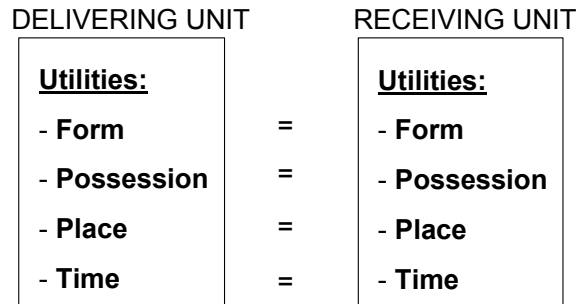 DELIVERING UNIT RECEIVING UNIT
Utilities: Utilities:
- Form = - Form
- Possession = - Possession
- Place = - Place
- Time = - Time